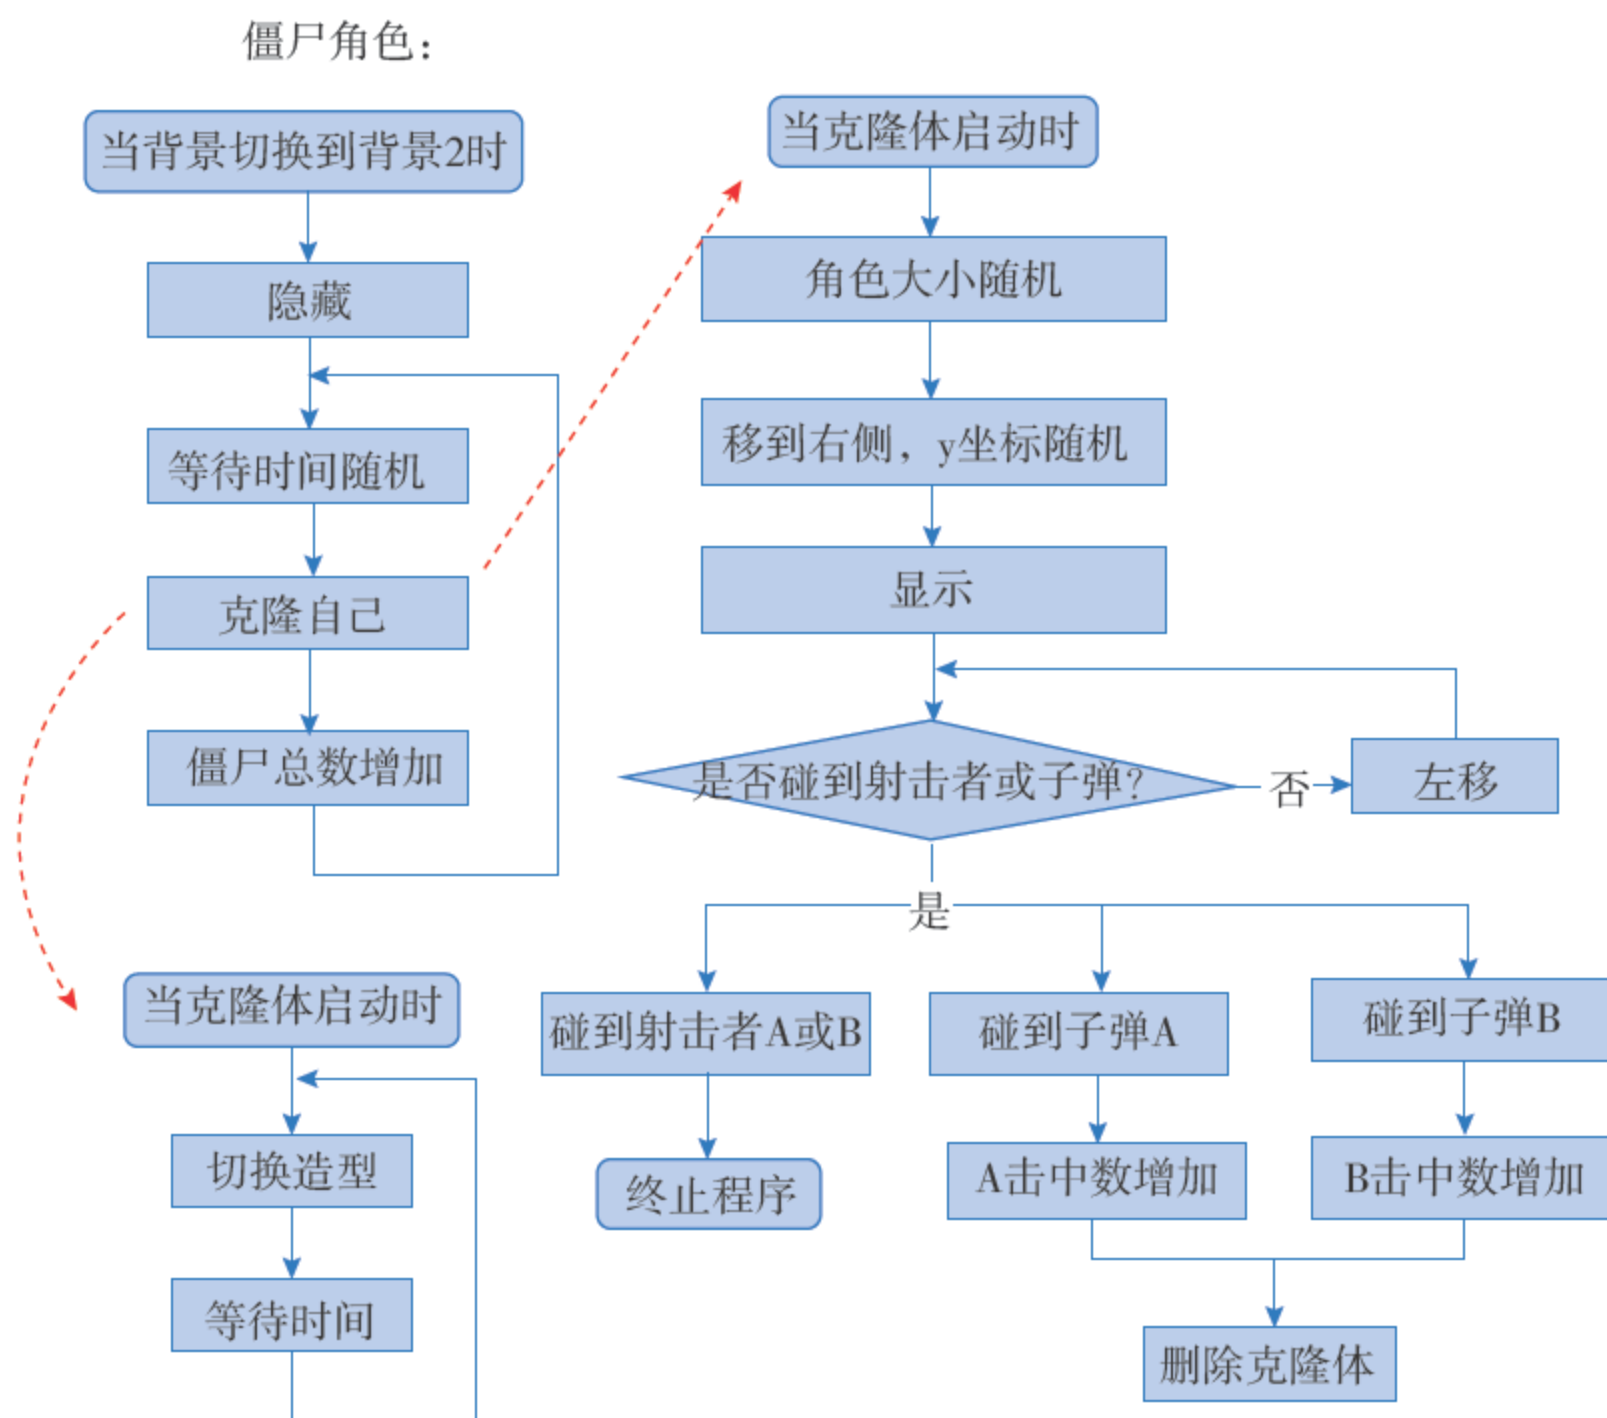 僵尸角色：
当背景切换到背景2时
隐藏
等待时间随机
克隆自己
僵尸总数增加
当克隆体启动时
切换造型
等待时间
当克隆体启动时
角色大小随机
移到右侧，y坐标随机
显示
是否碰到射击者或子弹？
否
左移
是
碰到射击者A或B
终止程序
碰到子弹A
A击中数增加
碰到子弹B
B击中数增加
删除克隆体